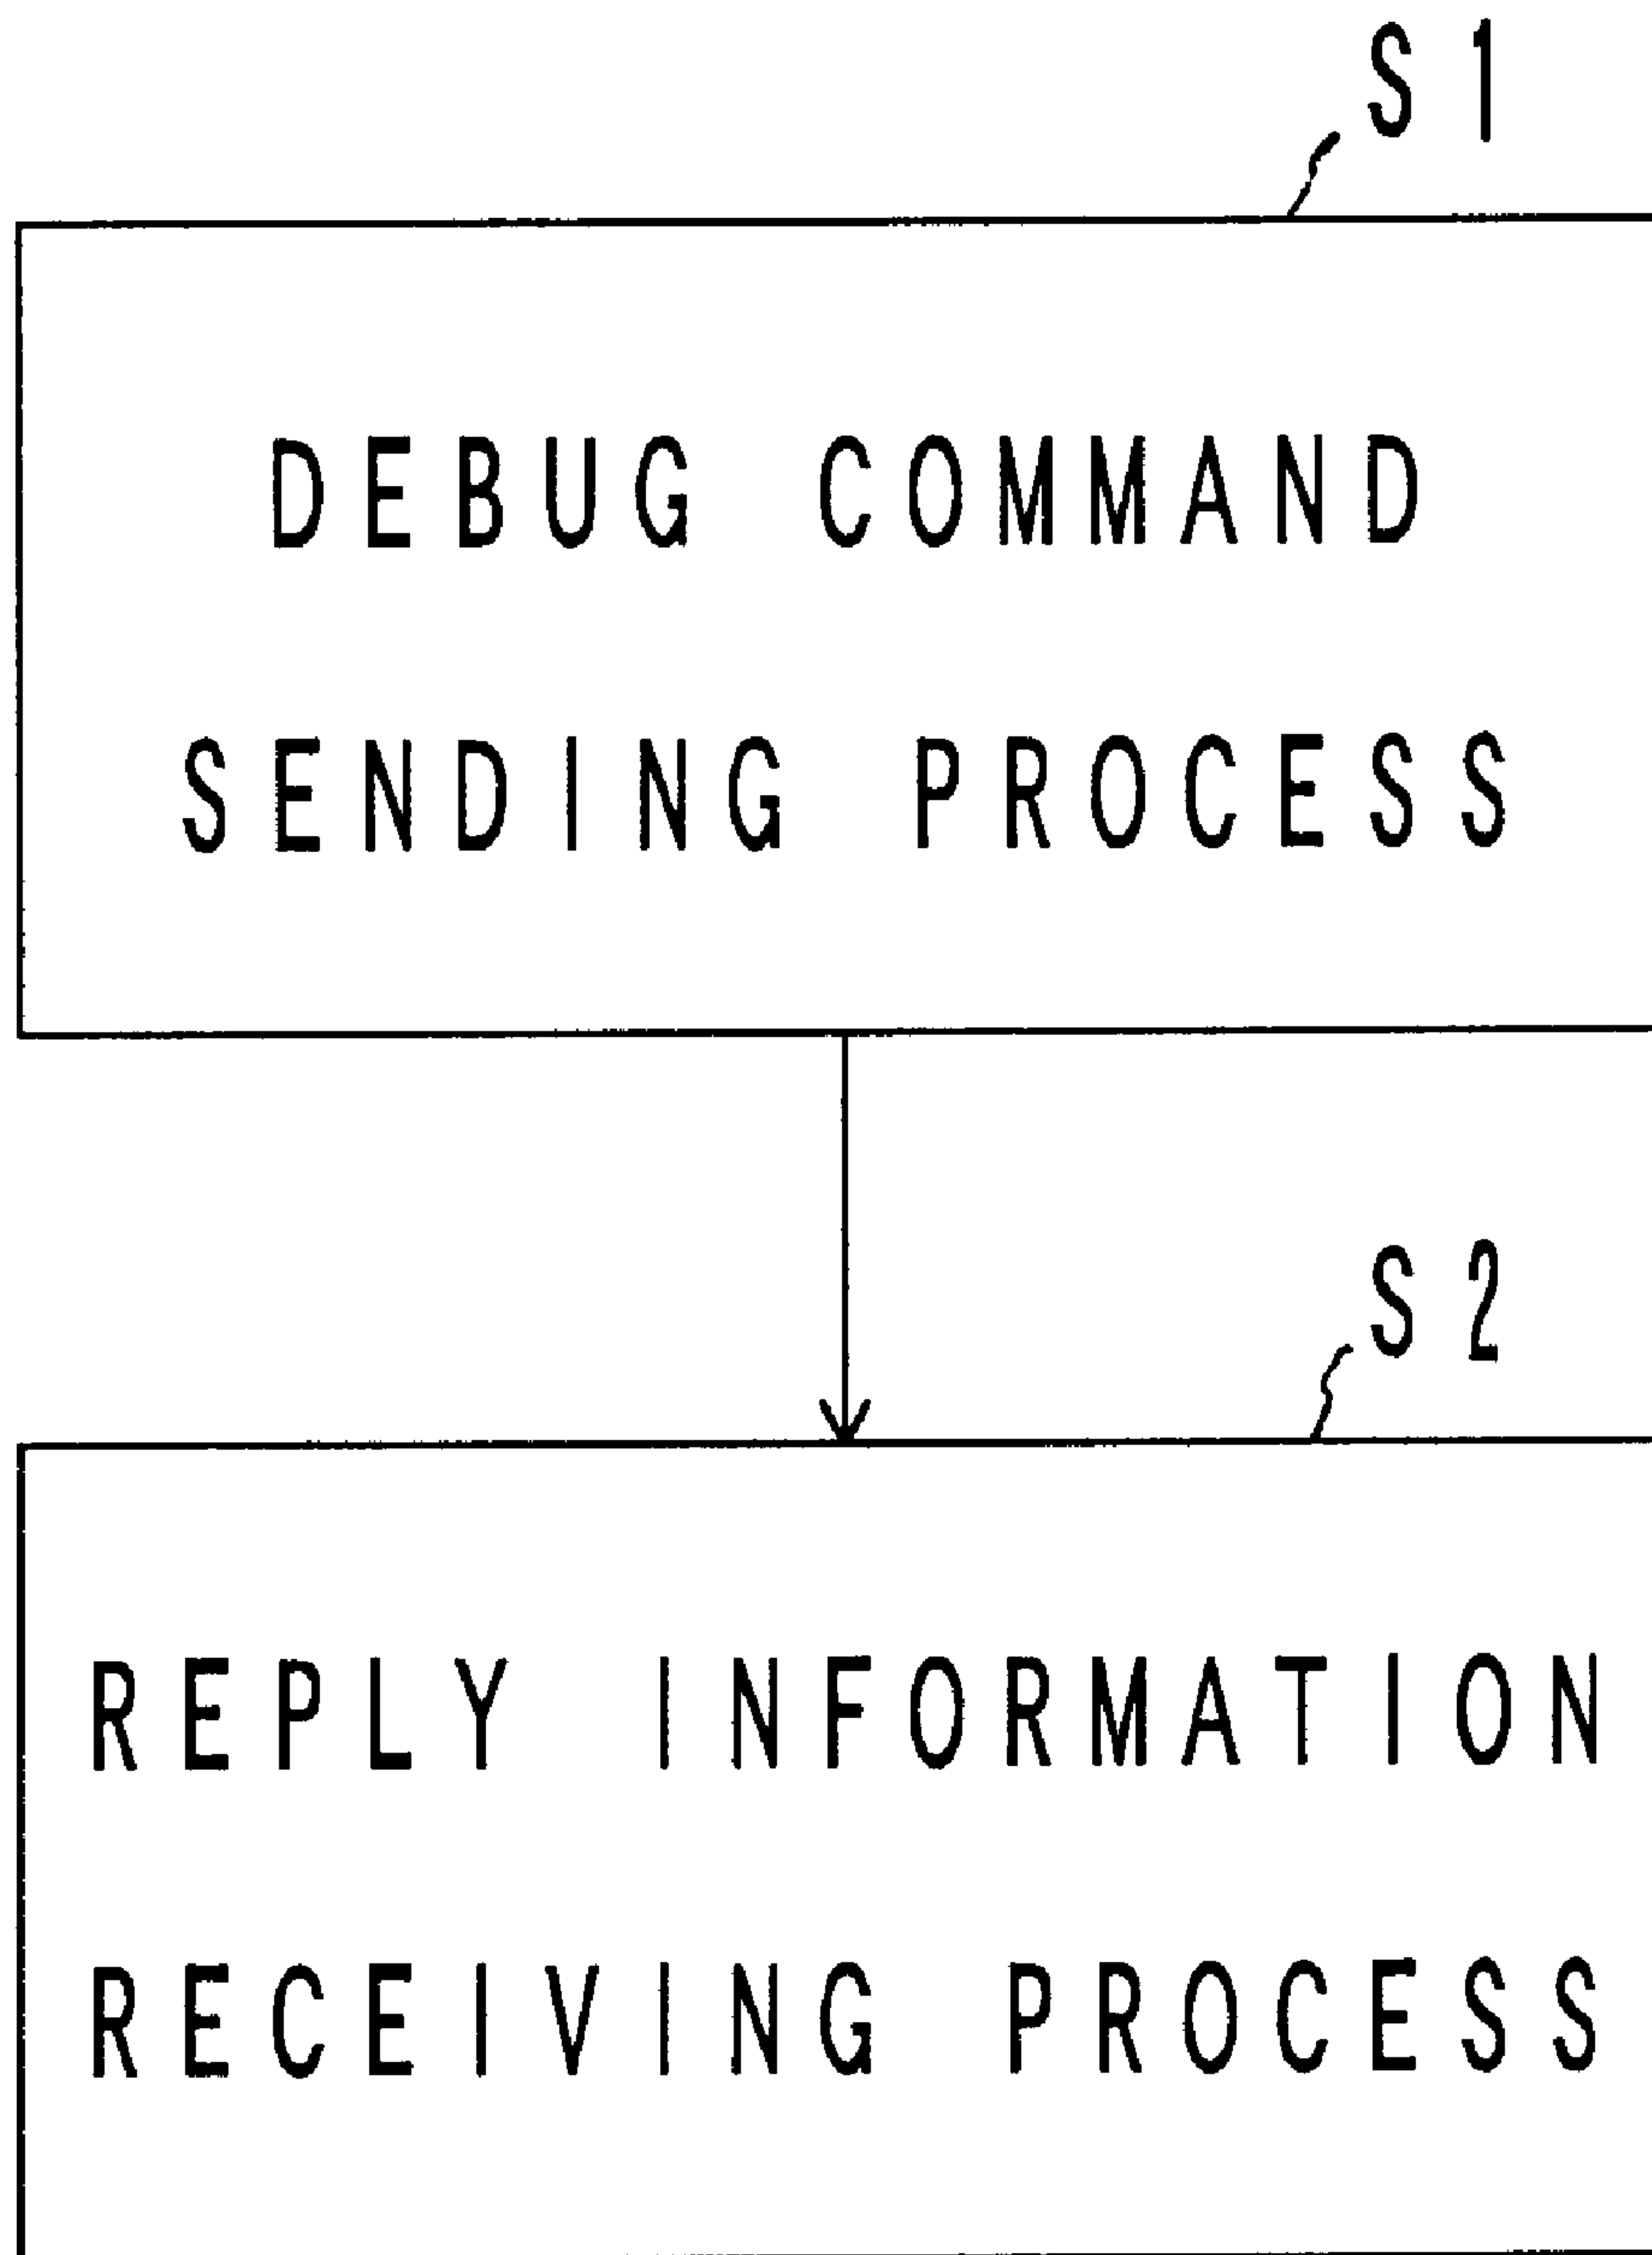 S1
DEBUG COMMAND
SENDING PROCESS
S2
REPLY INFORMATION
RECEIVING PROCESS